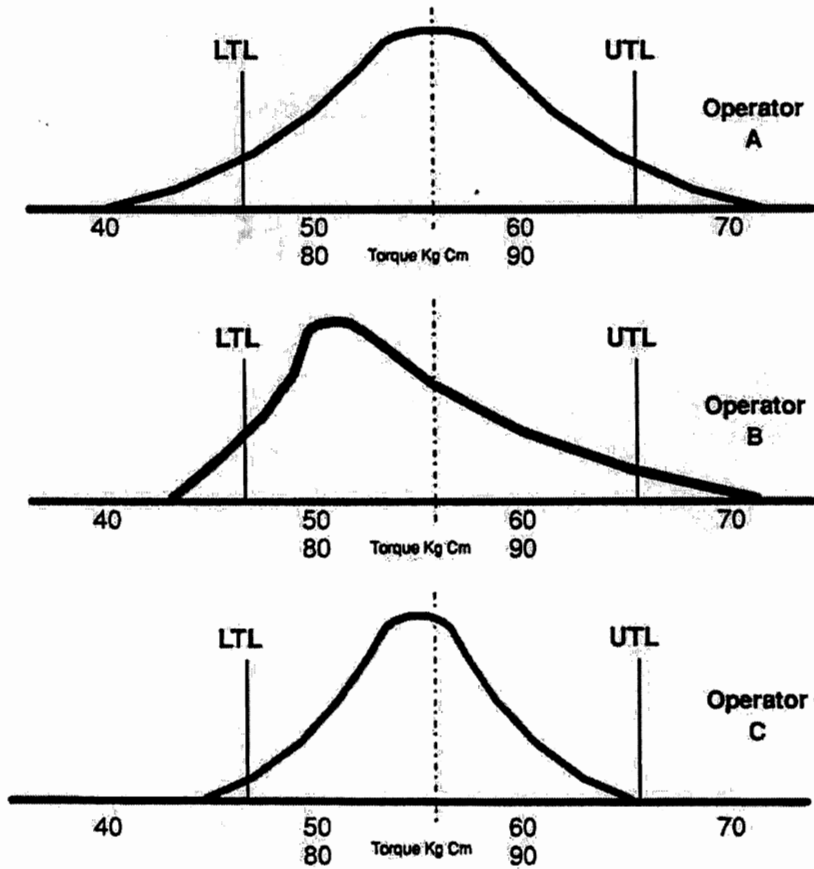 LTL UTL
Operator
A
40 50 60 70
80 Torque Kg Cm 90
LTL UTL
Operator
B
40 50 60 70
80 Torque Kg Cm 90
LTL UTL
Operator
C
40 50 60 70
80 Torque Kg Cm 90